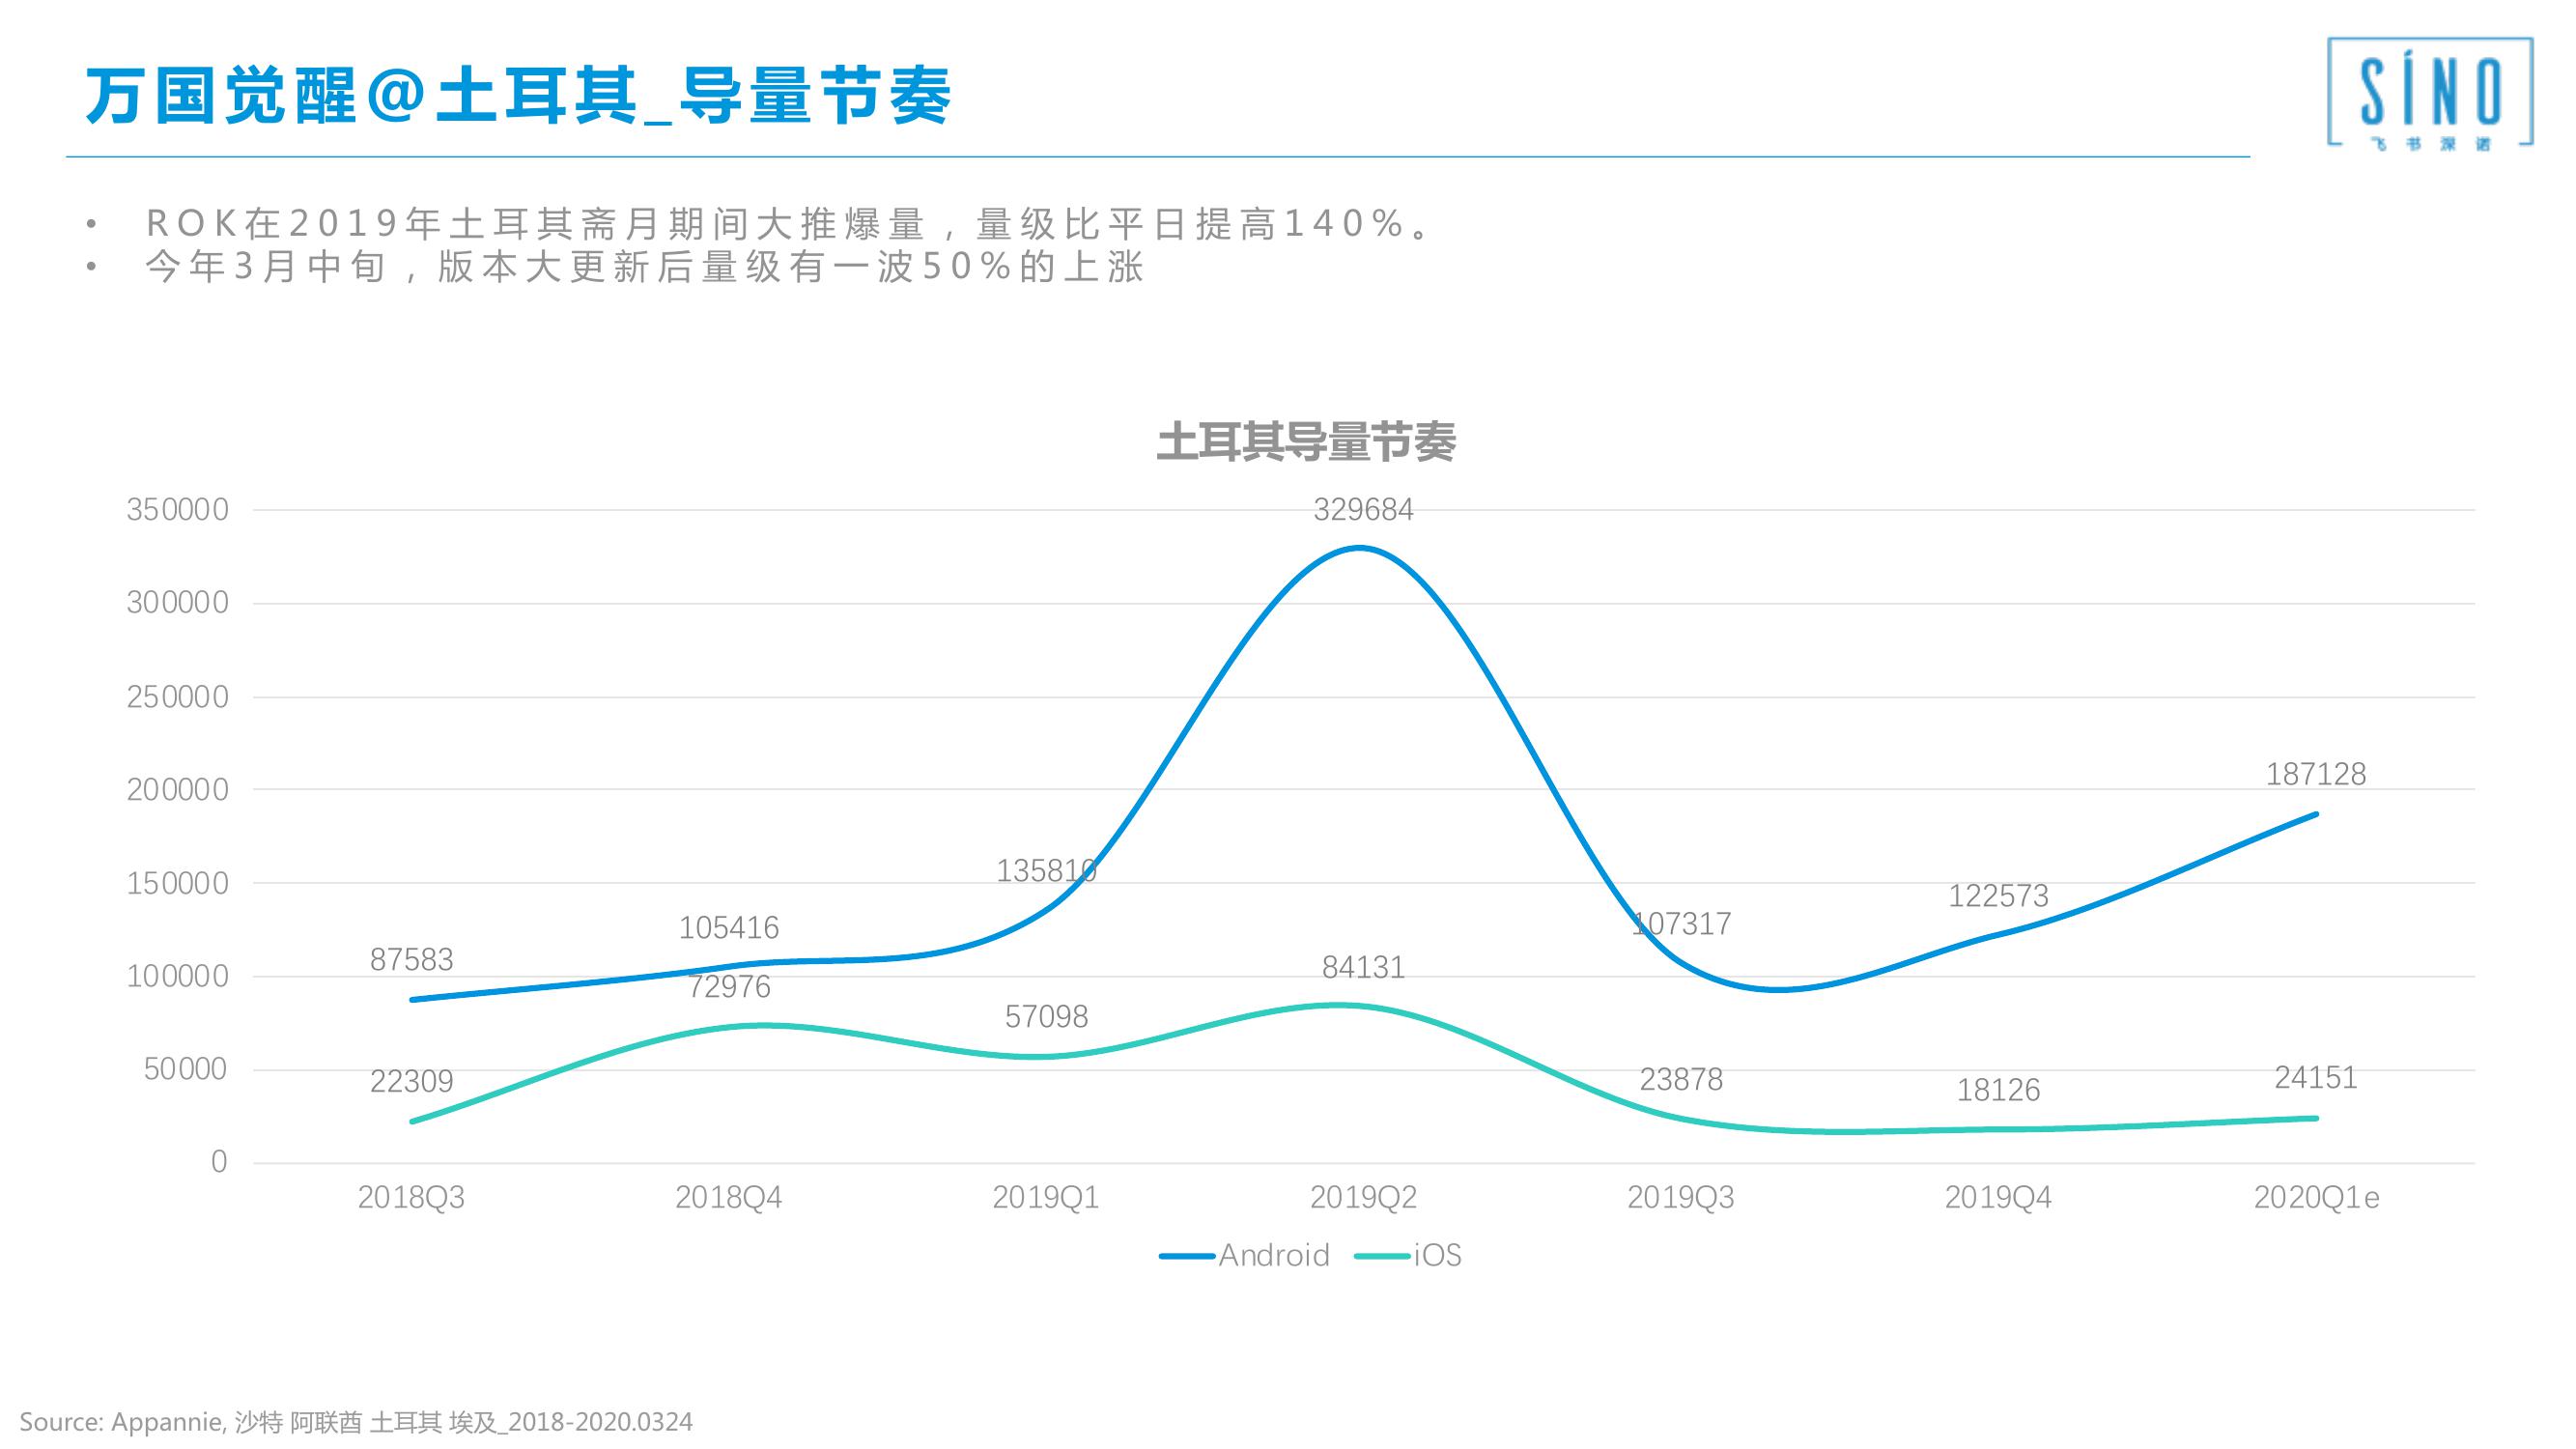 万国觉醒@土耳其_导量节奏
SÍNO
飞书深诺
• ROK在2019年土耳其斋月期间大推爆量，量级比平日提高140%。
• 今年3月中旬，版本大更新后量级有一波50%的上涨
土耳其导量节奏
350000
300000
250000
200000
150000
100000
50000
0
87583
105416
135810
329684
107317
122573
187128
22309
72976
57098
84131
23878
18126
24151
2018Q3 2018Q4 2019Q1 2019Q2 2019Q3 2019Q4 2020Q1e
Android iOS
Source: Appannie, 沙特 阿联酋 土耳其 埃及_2018-2020.0324